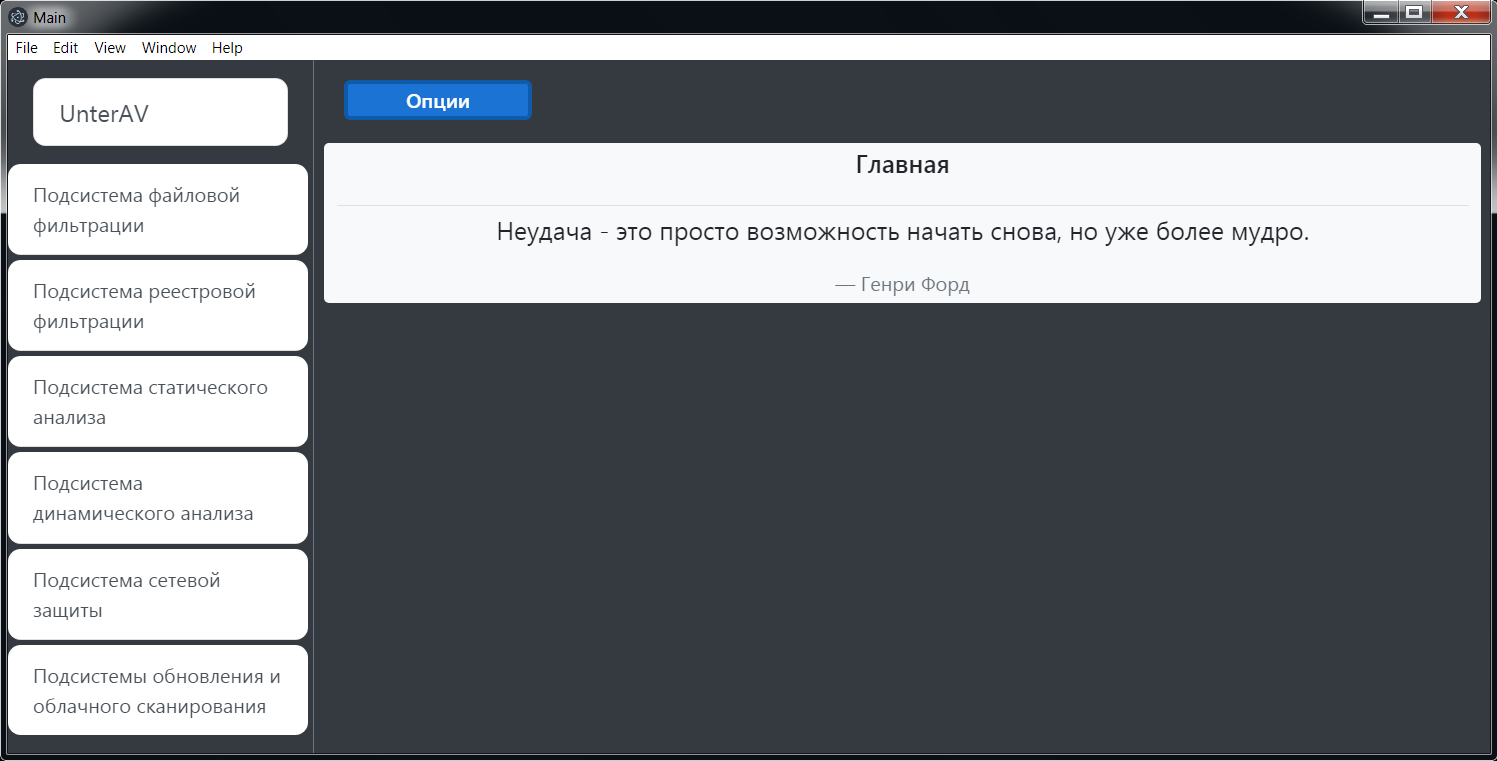 Main
File Edit View Window Help
UnterAV
Подсистема файловой
фильтрации
Подсистема реестровой
фильтрации
Подсистема статического
анализа
Подсистема
динамического анализа
Подсистема сетевой
защиты
Подсистемы обновления и
облачного сканирования
Опции
Главная
Неудача - это просто возможность начать снова, но уже более мудро.
— Генри Форд